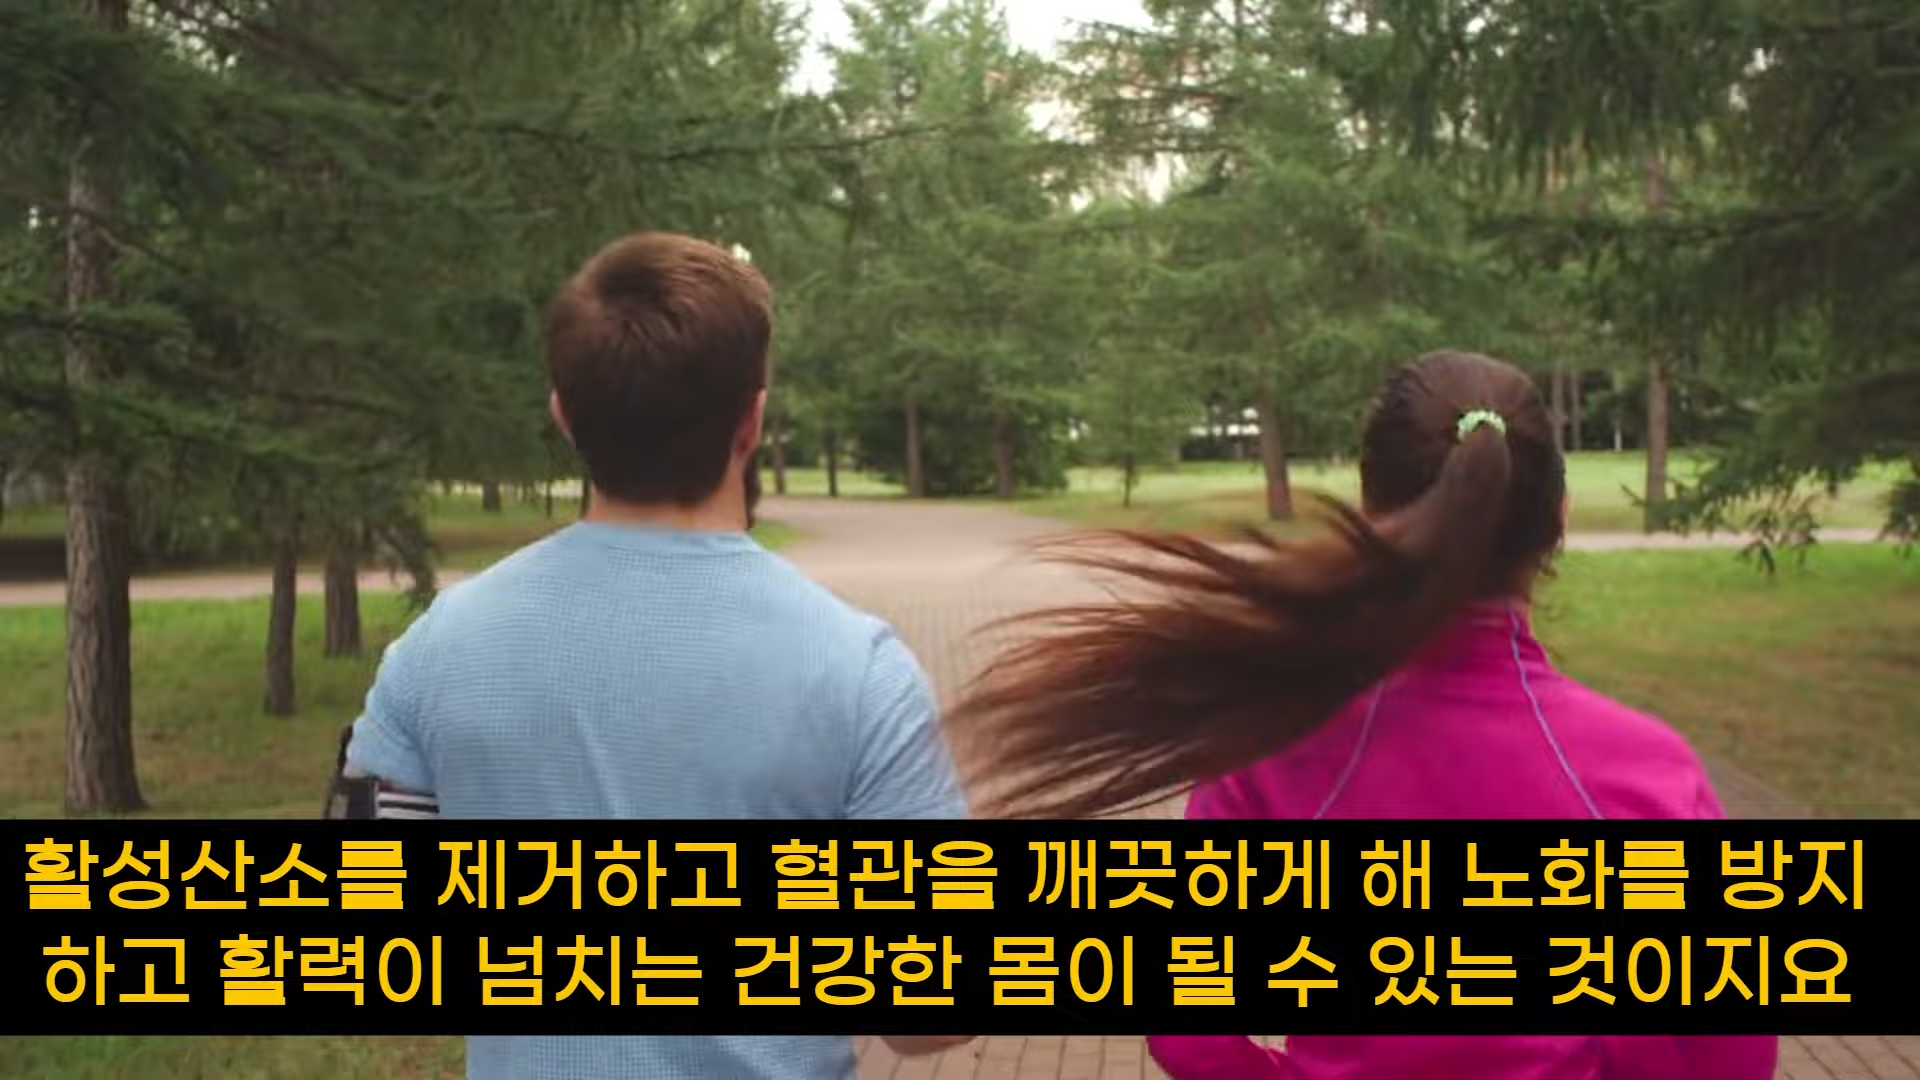 활성산소를 제거하고 혈관을 깨끗하게 해 노화를 방지
하고 활력이 넘치는 건강한 몸이 될 수 있는 것이지요